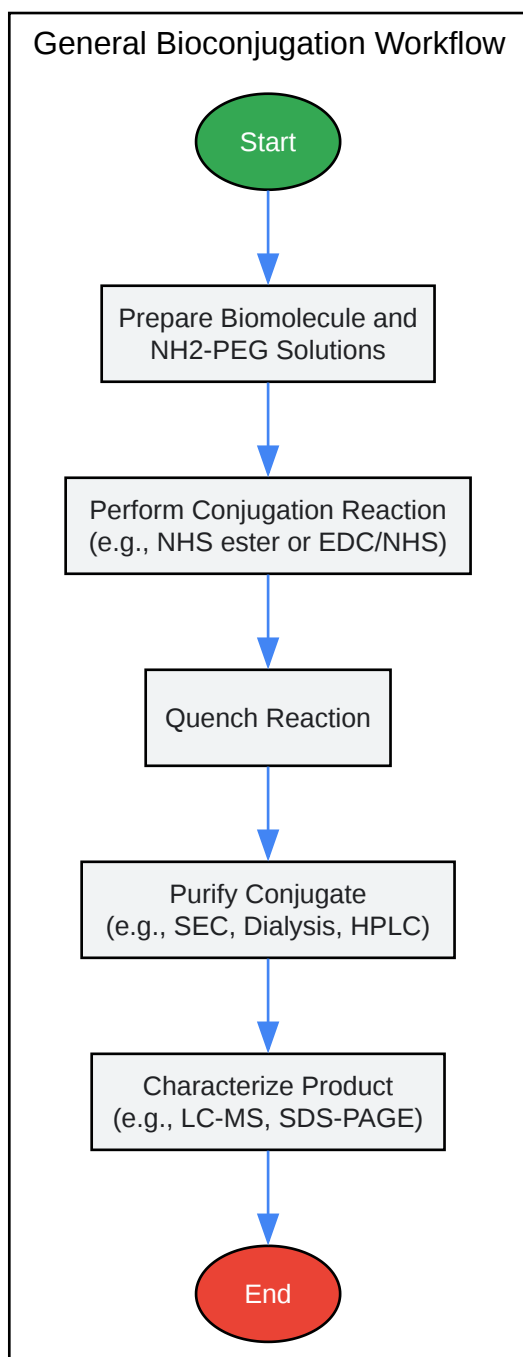 General Bioconjugation Workflow
Start
Prepare Biomolecule and
NH2-PEG Solutions
Perform Conjugation Reaction
(e.g., NHS ester or EDC/NHS)
Quench Reaction
Purify Conjugate
(e.g., SEC, Dialysis, HPLC)
Characterize Product
(e.g., LC-MS, SDS-PAGE)
End